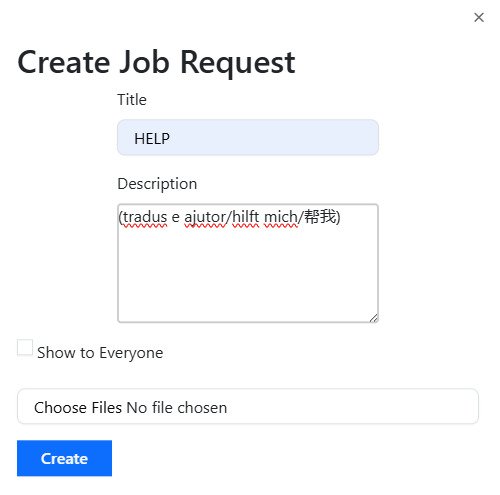 ×
Create Job Request
Title
HELP
Description
(tradus e ajutor/hilft mich/帮我)
Show to Everyone
Choose Files No file chosen
Create